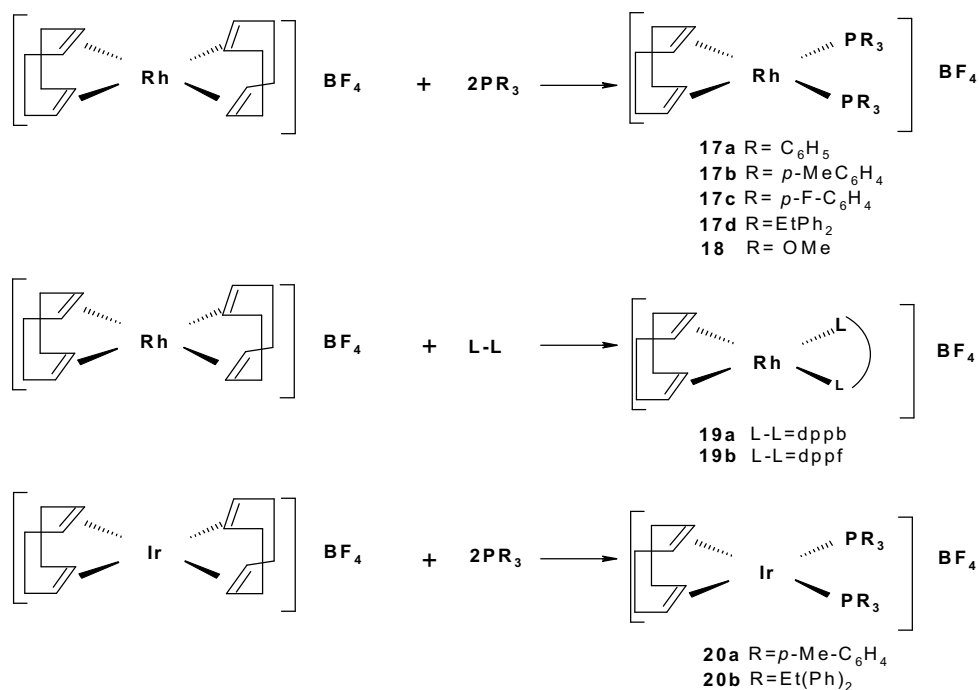 Rh BF4 + 2PR3 Rh PR3 PR3 BF4
17a R= C6H5
17b R= p-MeC6H4
17c R= p-F-C6H4
17d R=EtPh2
18 R= OMe
Rh BF4 + L-L Rh L L BF4
19a L-L=dppb
19b L-L=dppf
Ir BF4 + 2PR3 Ir PR3 PR3 BF4
20a R=p-Me-C6H4
20b R=Et(Ph)2